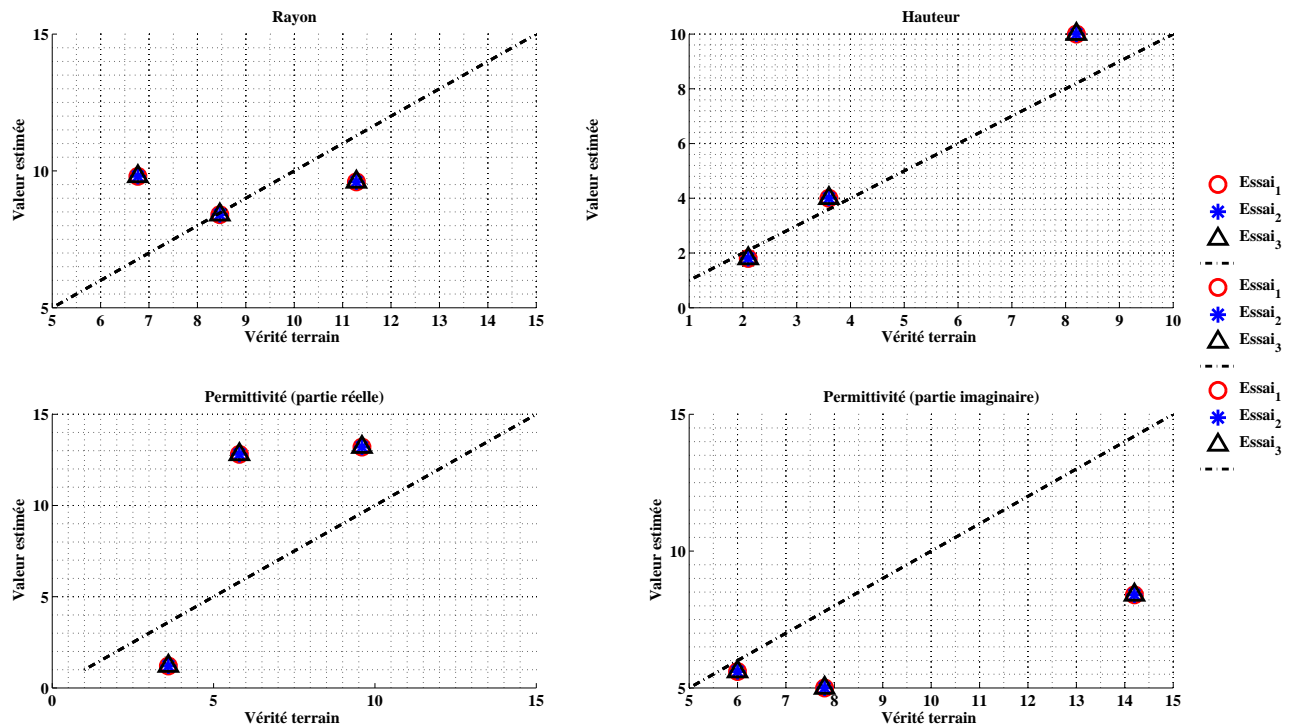 Rayon
15
10
5
5 6 7 8 9 10 11 12 13 14 15
Vérité terrain
Valeur estimée
Hauteur
10
8
6
4
2
0
1 2 3 4 5 6 7 8 9 10
Vérité terrain
Valeur estimée
Permittivité (partie réelle)
15
10
5
0
0 5 10 15
Vérité terrain
Valeur estimée
Permittivité (partie imaginaire)
15
10
5
5 6 7 8 9 10 11 12 13 14 15
Vérité terrain
Valeur estimée
Essai1
Essai2
Essai3
Essai1
Essai2
Essai3
Essai1
Essai2
Essai3